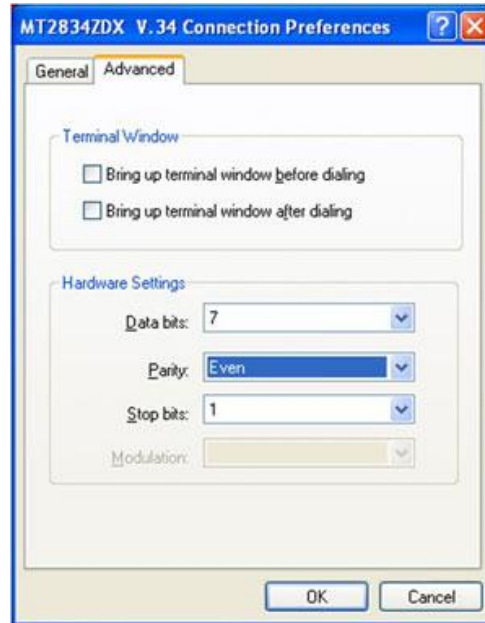 MT2834ZDX V.34 Connection Preferences
General Advanced
Terminal Window
Bring up terminal window before dialing
Bring up terminal window after dialing
Hardware Settings
Data bits: 7
Parity: Even
Stop bits: 1
Modulation:
OK Cancel